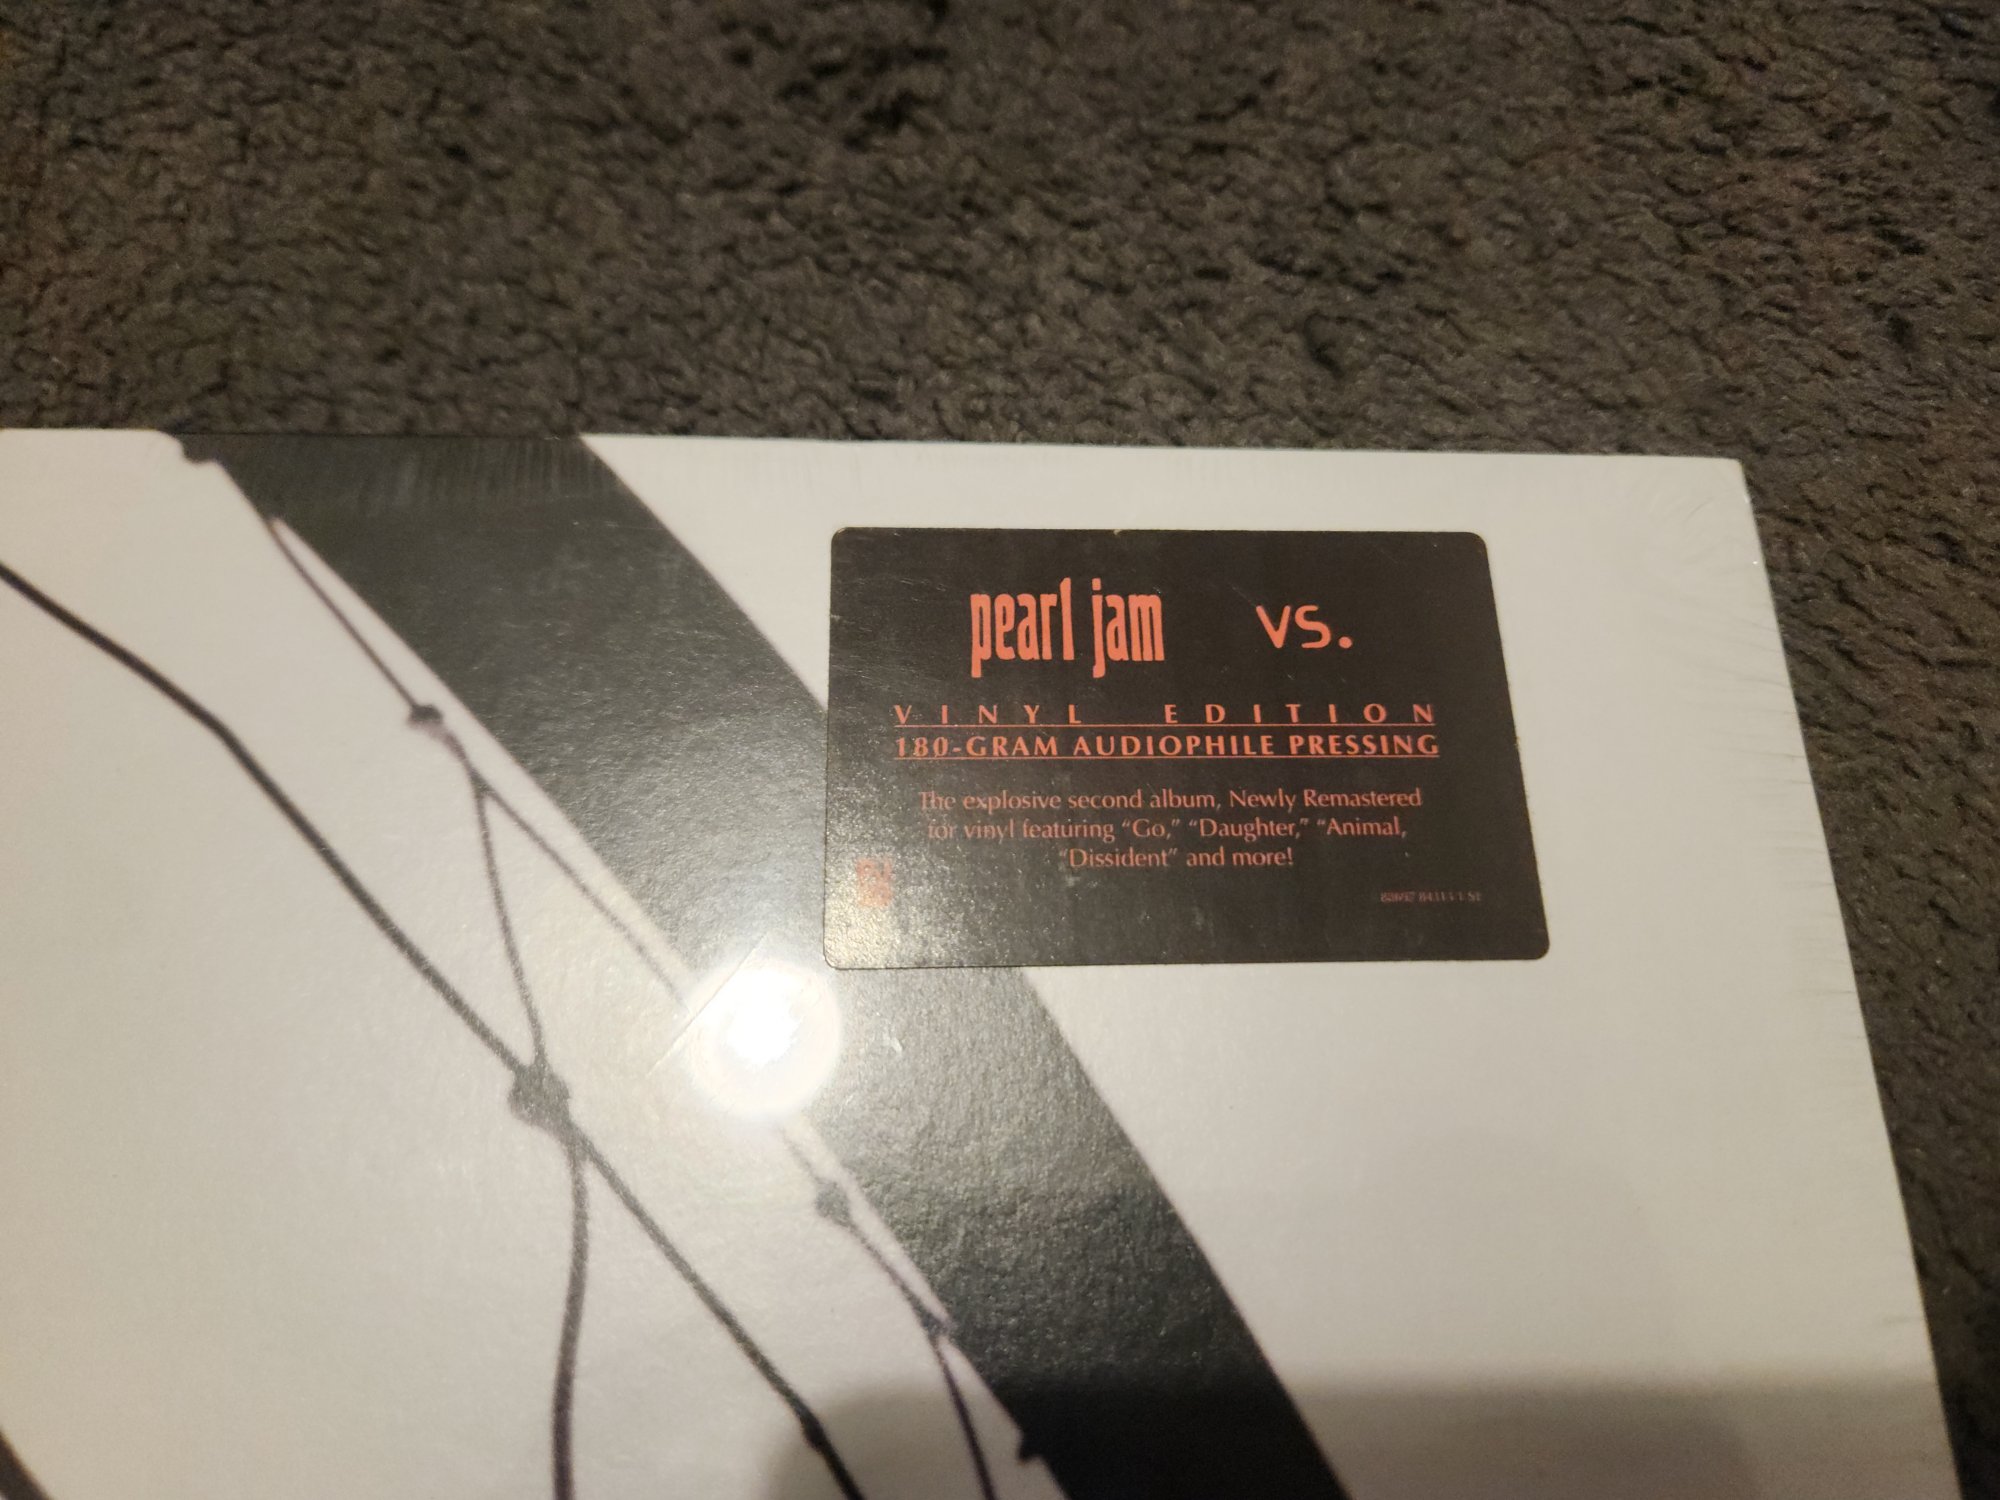 pearl jam vs.
VINYL EDITION
180-GRAM AUDIOPHILE PRESSING
The explosive second album, Newly Remastered
for vinyl featuring “Go,” “Daughter,” “Animal,
“Dissident” and more!